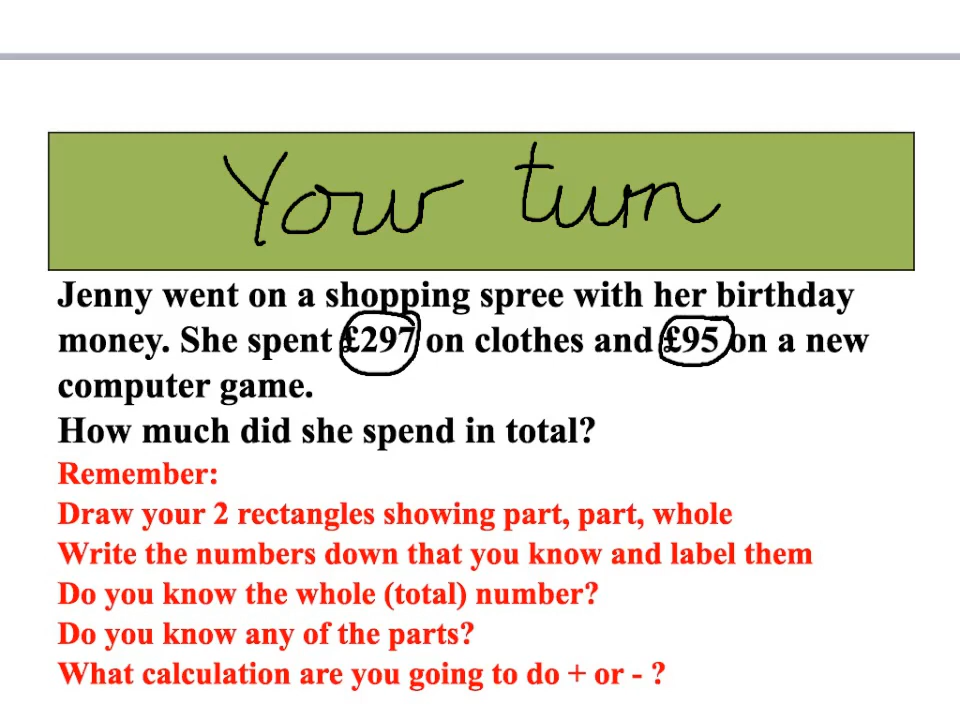 Your turn
Jenny went on a shopping spree with her birthday
money. She spent £297 on clothes and £95 on a new
computer game.
How much did she spend in total?
Remember:
Draw your 2 rectangles showing part, part, whole
Write the numbers down that you know and label them
Do you know the whole (total) number?
Do you know any of the parts?
What calculation are you going to do + or - ?